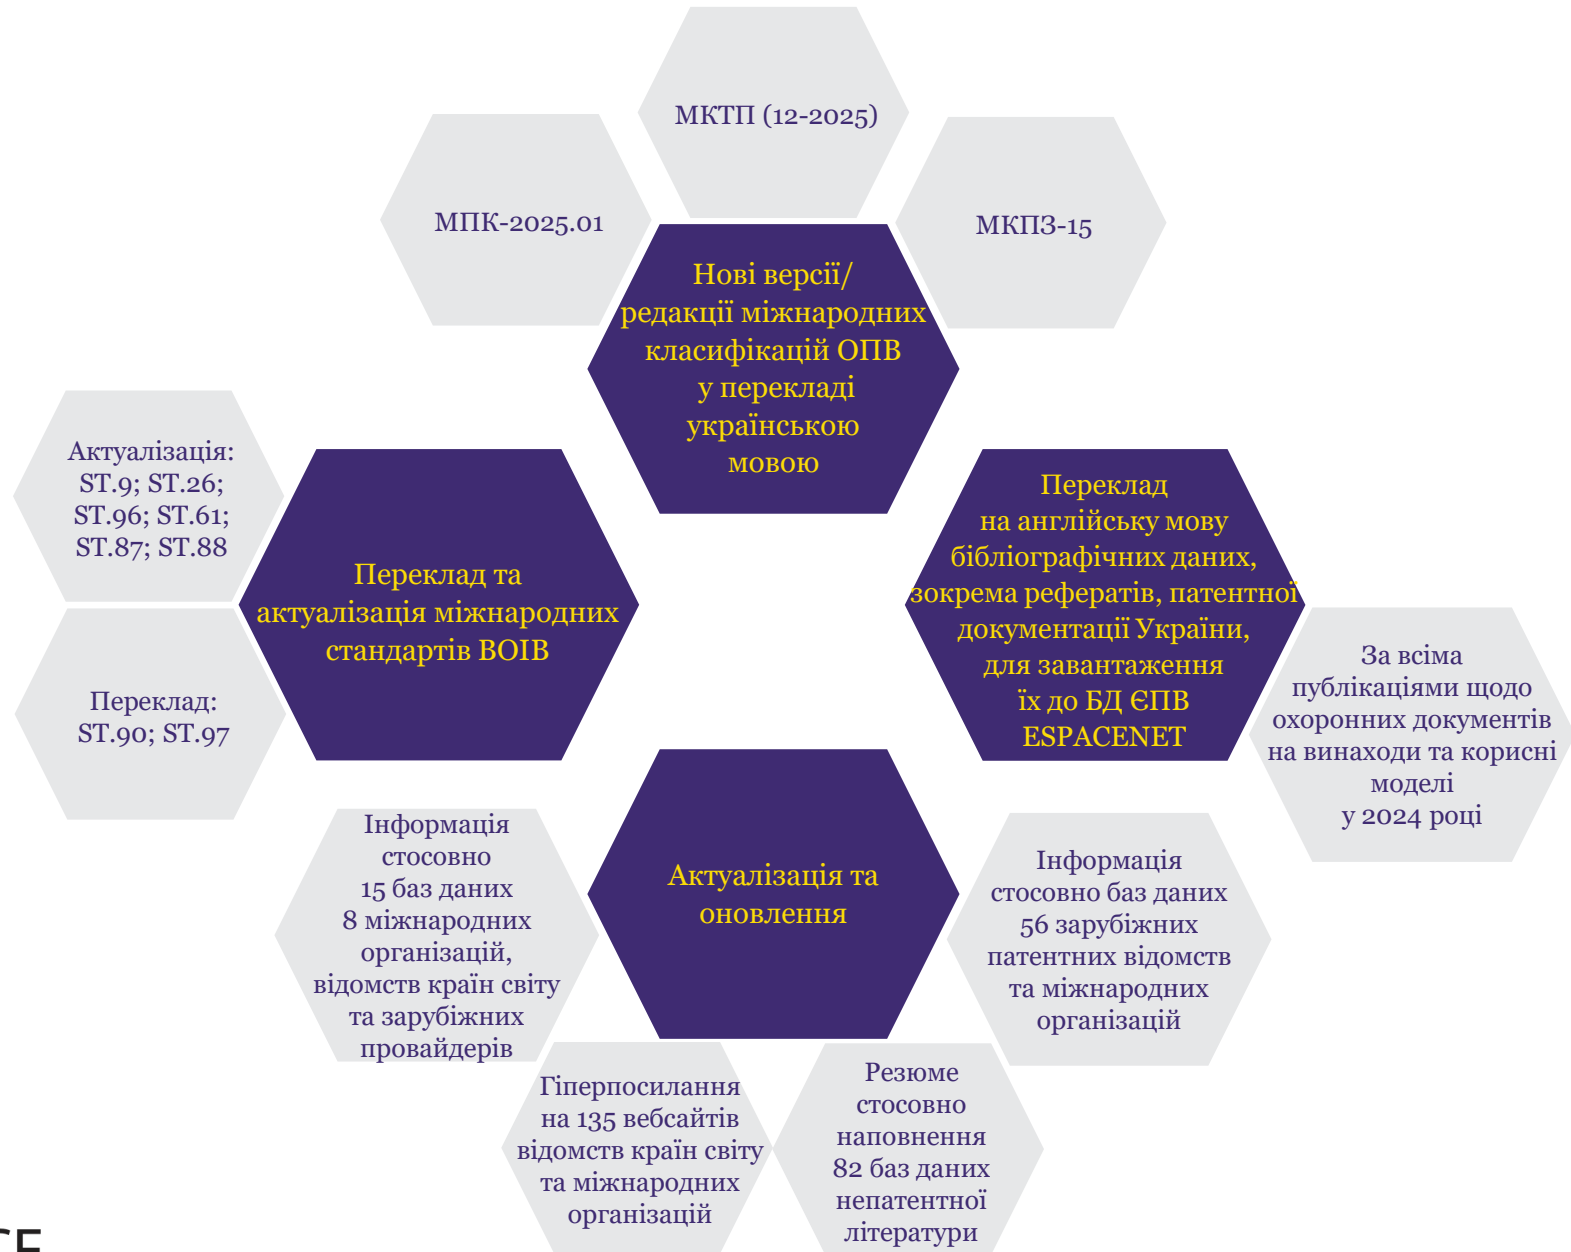 МКТП (12-2025)
МПК-2025.01
МКПЗ-15
Нові версії/
редакції міжнародних
класифікацій ОПВ
у перекладі
українською
мовою
Актуалізація:
ST.9; ST.26;
ST.96; ST.61;
ST.87; ST.88
Переклад та
актуалізація міжнародних
стандартів ВОІВ
Переклад:
ST.90; ST.97
Переклад
на англійську мову
бібліографічних даних,
зокрема рефератів, патентної
документації України,
для завантаження
їх до БД ЄПВ
ESPACENET
За всіма
публікаціями щодо
охоронних документів
на винаходи та корисні
моделі
у 2024 році
Інформація
стосовно
15 баз даних
8 міжнародних
організацій,
відомств країн світу
та зарубіжних
провайдерів
Актуалізація та
оновлення
Інформація
стосовно баз даних
56 зарубіжних
патентних відомств
та міжнародних
організацій
Гіперпосилання
на 135 вебсайтів
відомств країн світу
та міжнародних
організацій
Резюме
стосовно
наповнення
82 баз даних
непатентної
літератури